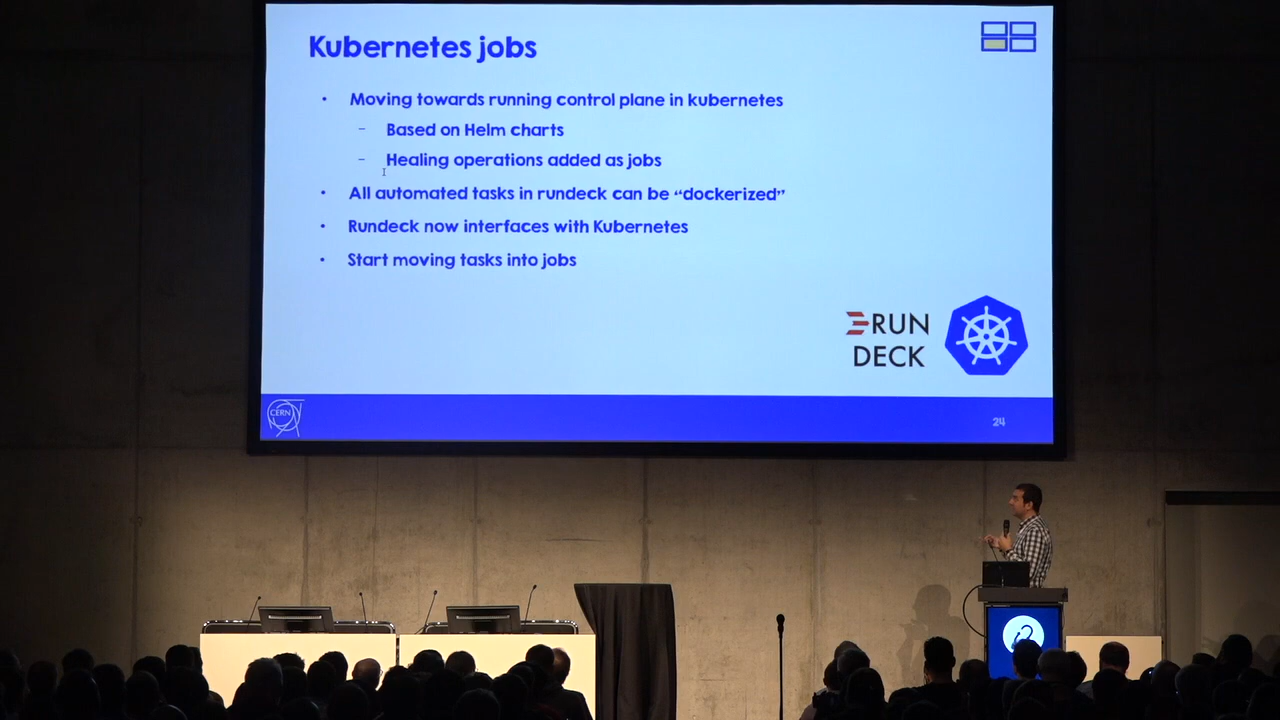 Kubernetes jobs
• Moving towards running control plane in kubernetes
– Based on Helm charts
– Healing operations added as jobs
• All automated tasks in rundeck can be “dockerized”
• Rundeck now interfaces with Kubernetes
• Start moving tasks into jobs
RUN
DECK
CERN
24